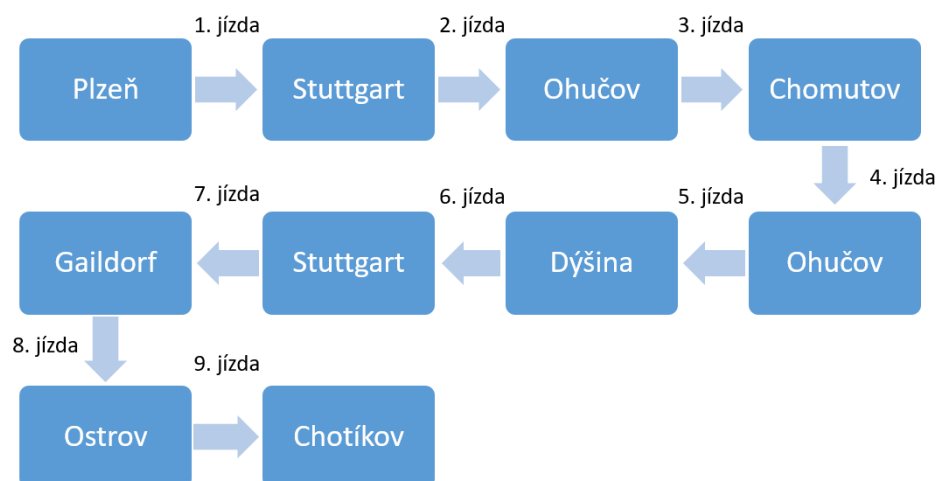 1. jízda 2. jízda 3. jízda
Plzeň Stuttgart Ohučov Chomutov
4. jízda
7. jízda 6. jízda 5. jízda
Gaildorf Stuttgart Dýšina Ohučov
8. jízda 9. jízda
Ostrov Chotíkov